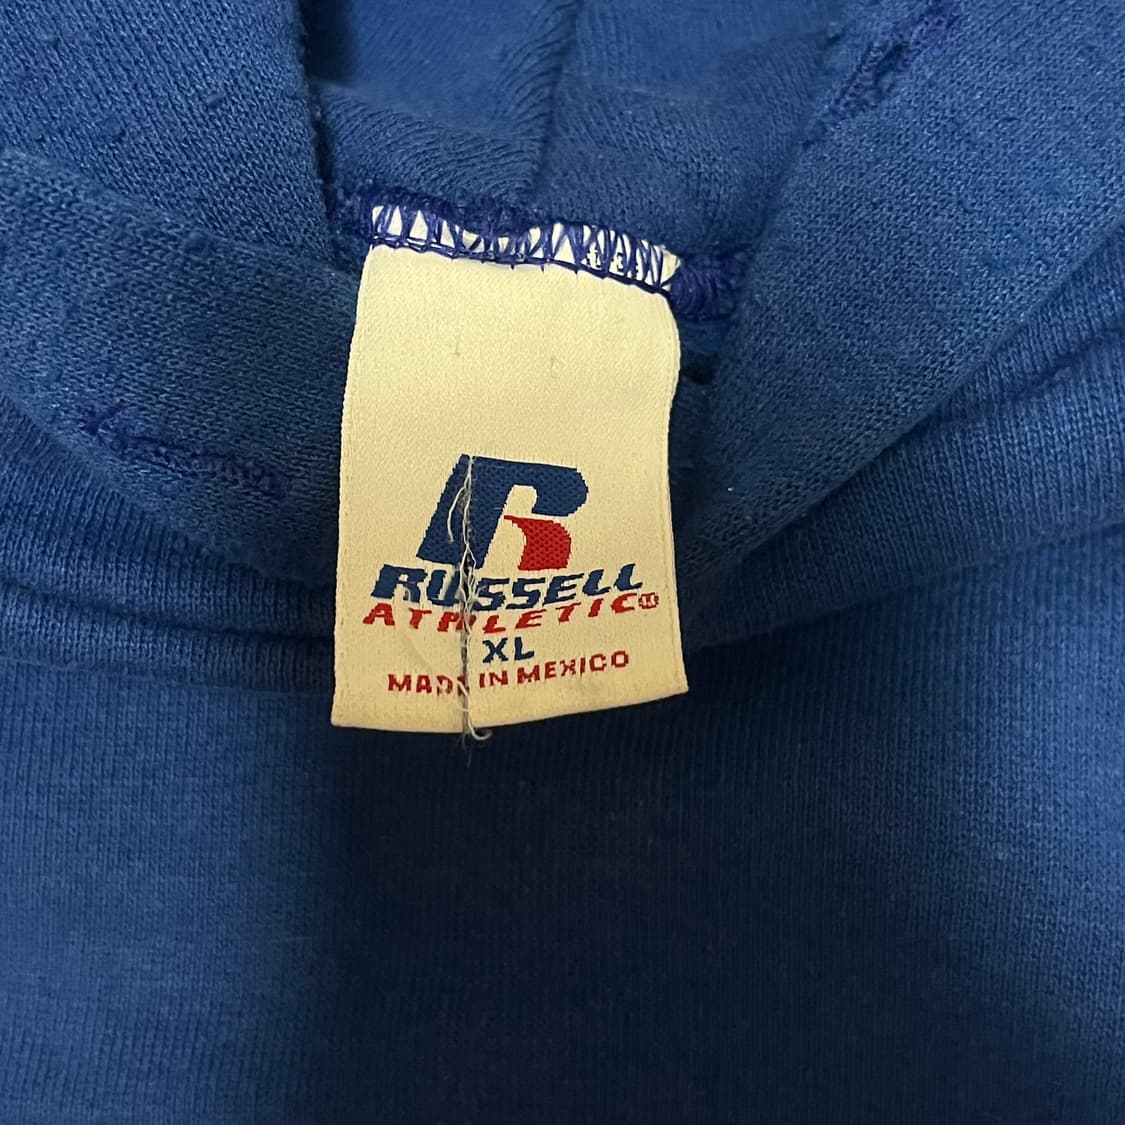 R
RUSSELL
ATHLETIC®
XL
MADE IN MEXICO